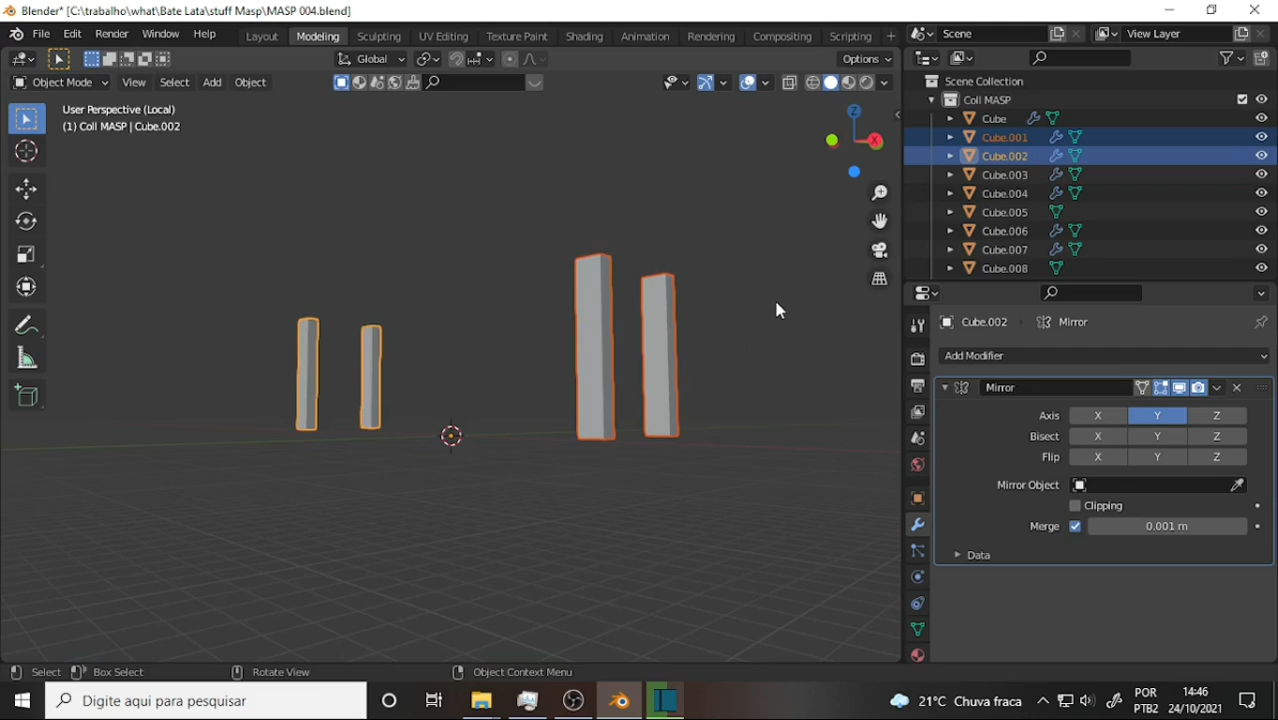 Blender* [C:\trabalho\what\Bate Lata\stuff Masp\MASP 004.blend]
File Edit Render Window Help Layout Modeling Sculpting UV Editing Texture Paint Shading Animation Rendering Compositing Scripting Scene View Layer
Global Options
Object Mode View Select Add Object
User Perspective (Local)
(1) Coll MASP | Cube.002
Z
X
Scene Collection
Coll MASP
Cube
Cube.001
Cube.002
Cube.003
Cube.004
Cube.005
Cube.006
Cube.007
Cube.008
Cube.002 Mirror
Add Modifier
Mirror
Axis X Y Z
Bisect X Y Z
Flip X Y Z
Mirror Object
Clipping
Merge 0.001 m
Data
Select Box Select Rotate View Object Context Menu
Digite aqui para pesquisar
21°C Chuva fraca
POR
PTB2
14:46
24/10/2021